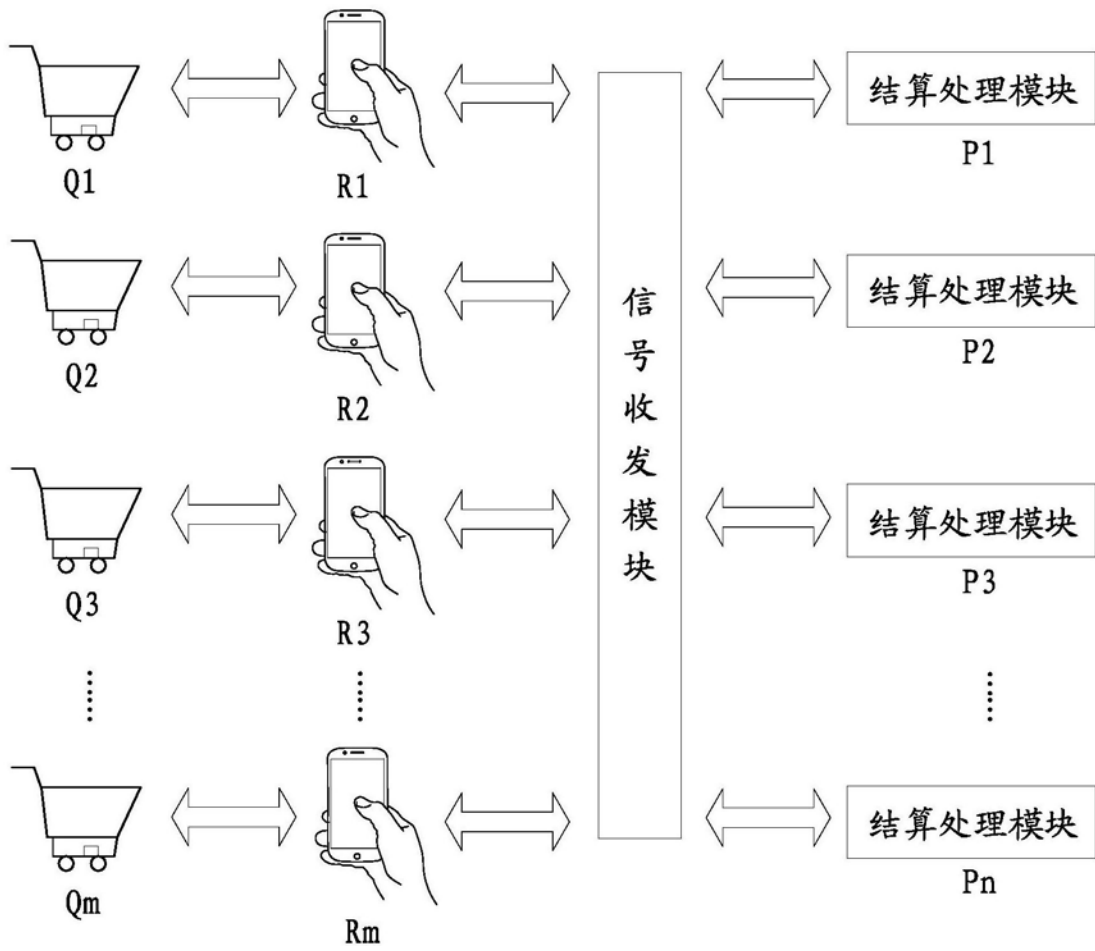 结算处理模块
Q1
R1
P1
结算处理模块
Q2
R2
P2
信号收发模块
结算处理模块
Q3
R3
P3
......
......
......
结算处理模块
Qm
Rm
Pn